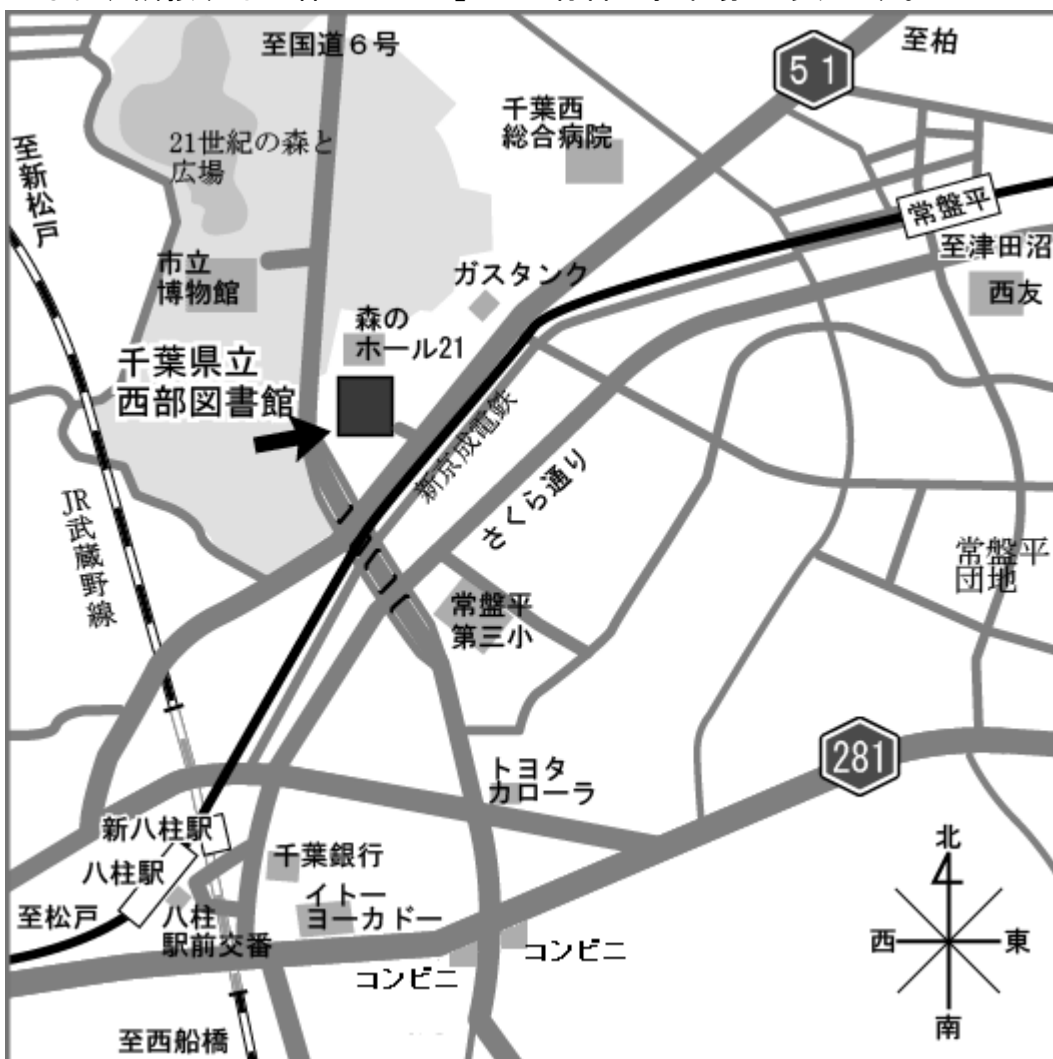 至国道6号
51
至柏
千葉西
総合病院
21世紀の森と
広場
至新松戸
常盤平
至津田沼
西友
市立
博物館
ガスタンク
森の
ホール21
千葉県立
西部図書館
新京成電鉄
さくら通り
JR武蔵野線
常盤平
団地
常盤平
第三小
281
トヨタ
カローラ
新八柱駅
八柱駅
千葉銀行
イトー
ヨーカドー
至松戸
八柱
駅前交番
コンビニ
コンビニ
至西船橋
北
西
東
南